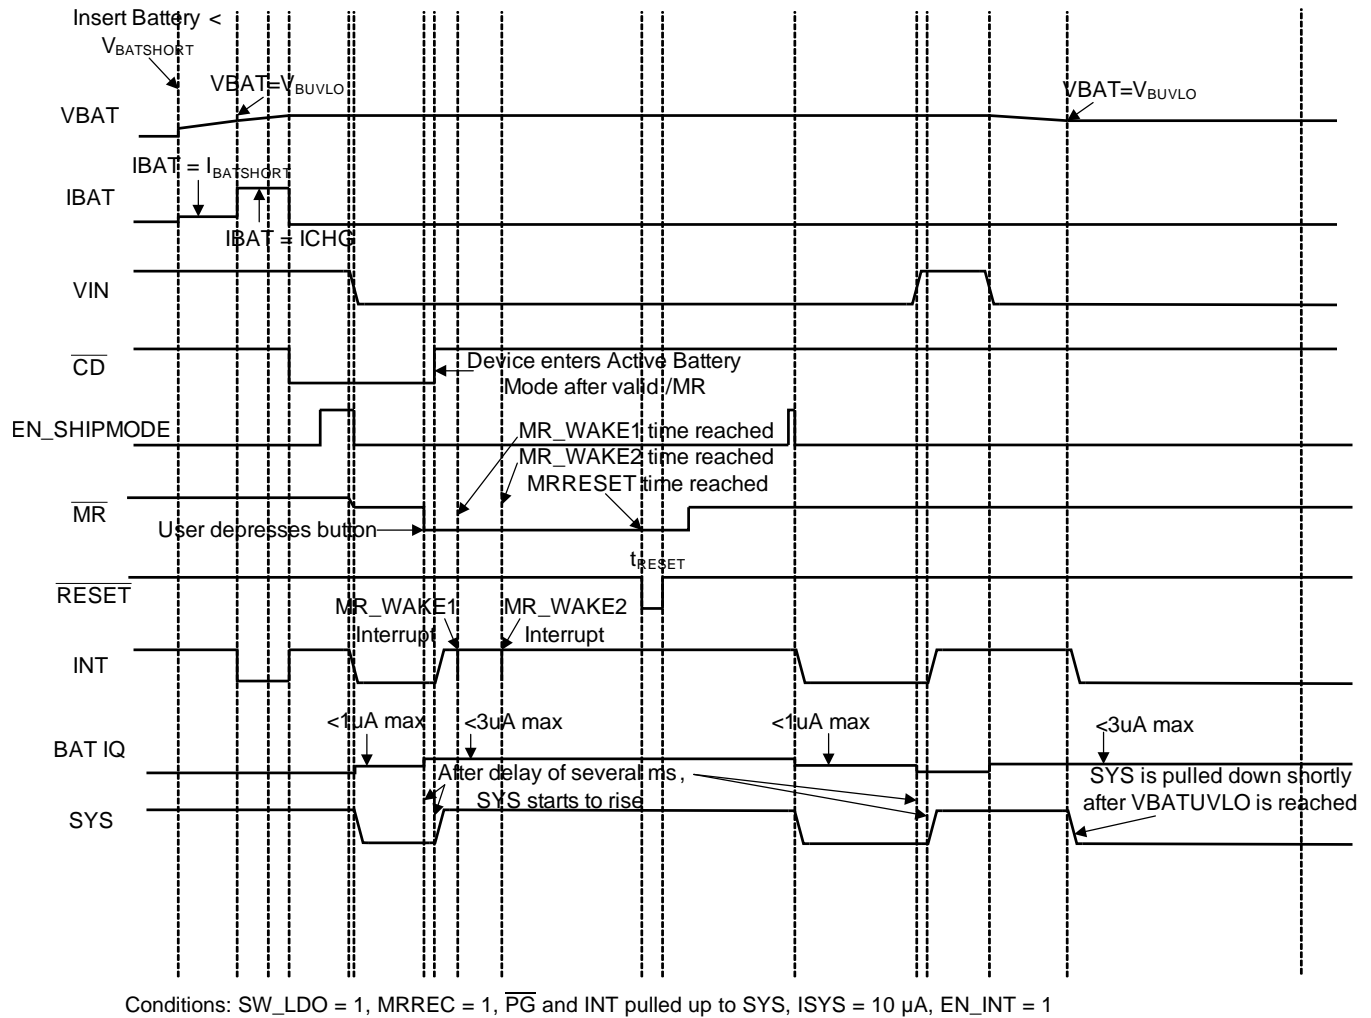 Insert Battery <
VBATSHORT
VBAT=VBUVLO
VBAT=VBUVLO
VBAT
IBAT = IBATSHORT
IBAT
IBAT = ICHG
VIN
CD
Device enters Active Battery
Mode after valid /MR
EN_SHIPMODE
MR_WAKE1 time reached
MR_WAKE2 time reached
MRRESET time reached
MR
User depresses button
tRESET
RESET
MR_WAKE1
Interrupt
MR_WAKE2
Interrupt
INT
<1uA max
<3uA max
<1uA max
<3uA max
BAT IQ
After delay of several ms,
SYS starts to rise
SYS is pulled down shortly
after VBATUVLO is reached
SYS
Conditions: SW_LDO = 1, MRREC = 1, PG and INT pulled up to SYS, ISYS = 10 µA, EN_INT = 1